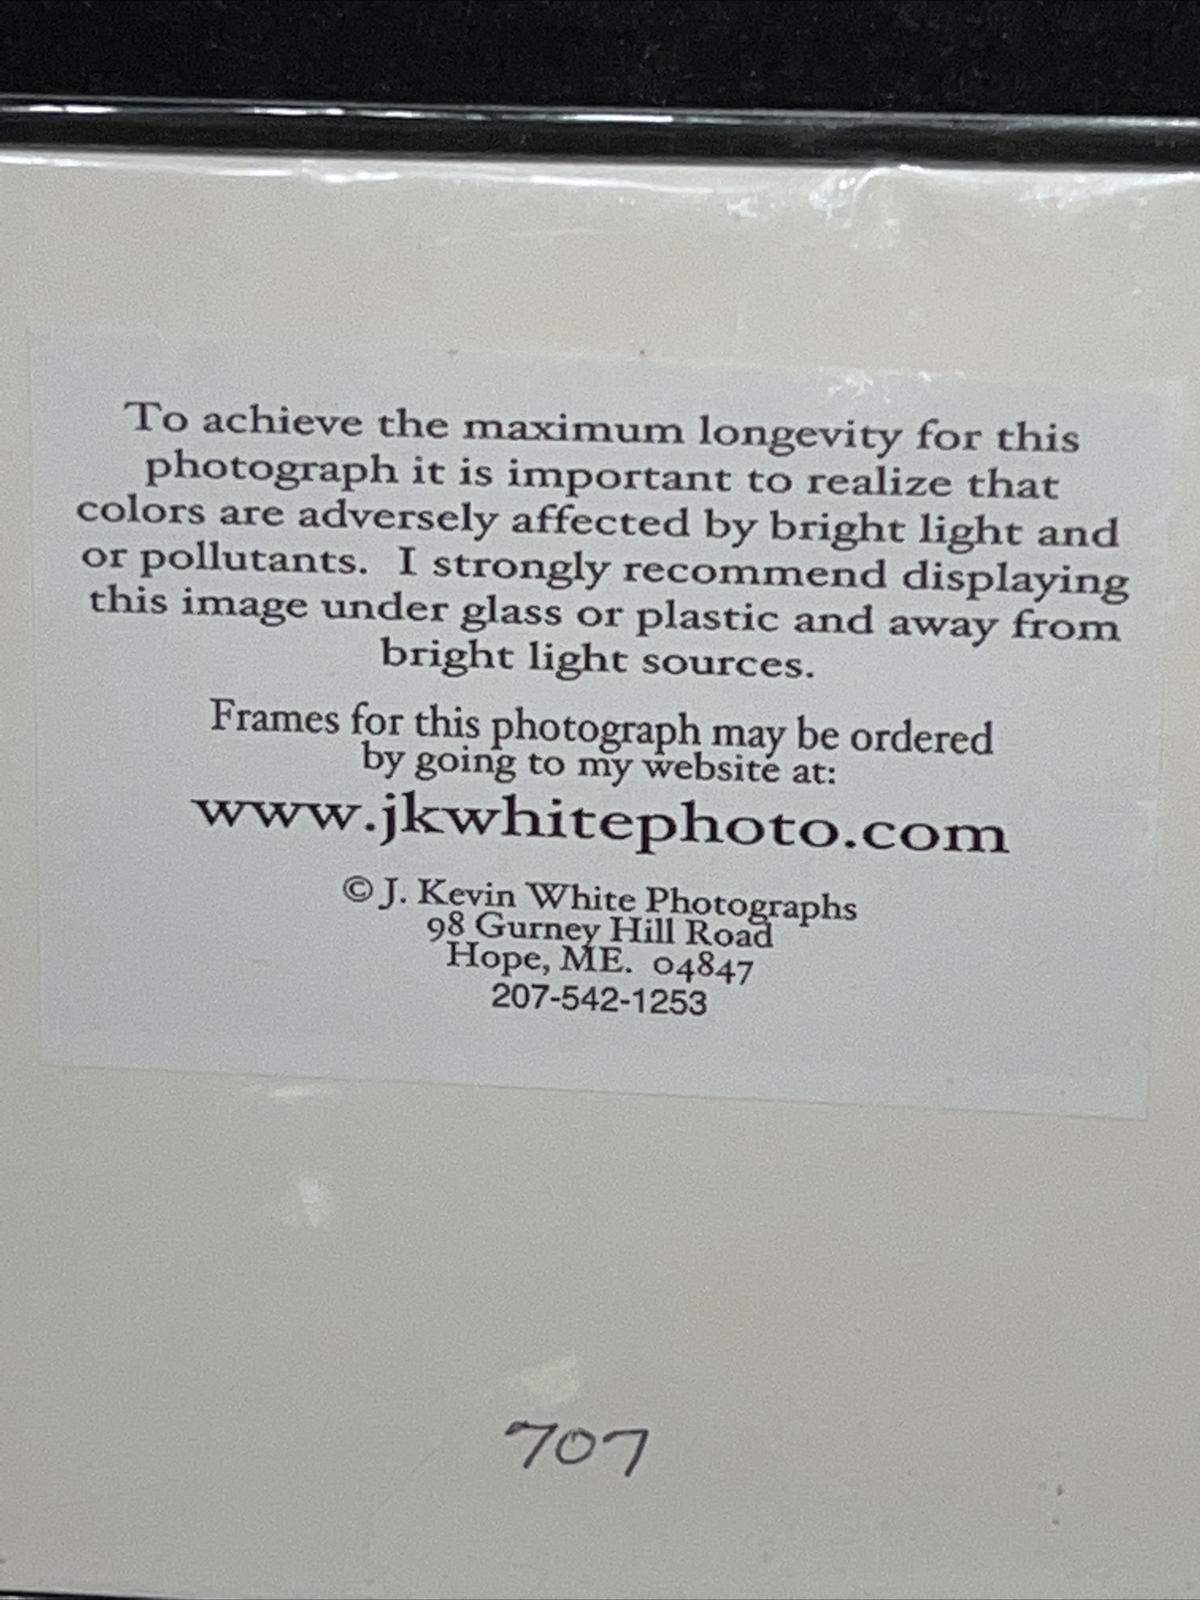 To achieve the maximum longevity for this
photograph it is important to realize that
colors are adversely affected by bright light and
or pollutants.  I strongly recommend displaying
this image under glass or plastic and away from
bright light sources.
Frames for this photograph may be ordered
by going to my website at:
www.jkwhitephoto.com
© J. Kevin White Photographs
98 Gurney Hill Road
Hope, ME.  04847
207-542-1253
707